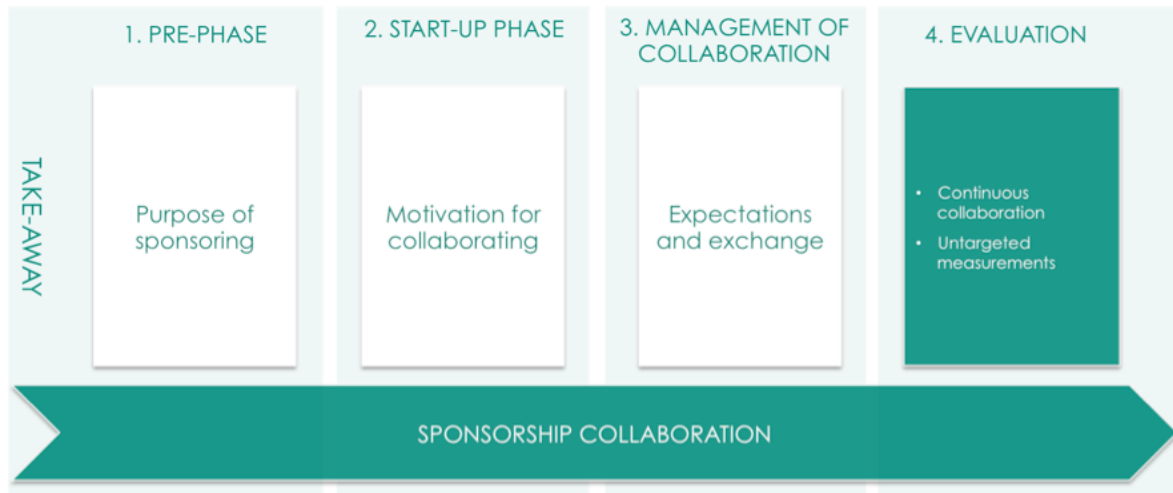 1. PRE-PHASE
2. START-UP PHASE
3. MANAGEMENT OF
COLLABORATION
4. EVALUATION
TAKE-AWAY
Purpose of
sponsoring
Motivation for
collaborating
Expectations
and exchange
• Continuous
collaboration
• Untargeted
measurements
SPONSORSHIP COLLABORATION